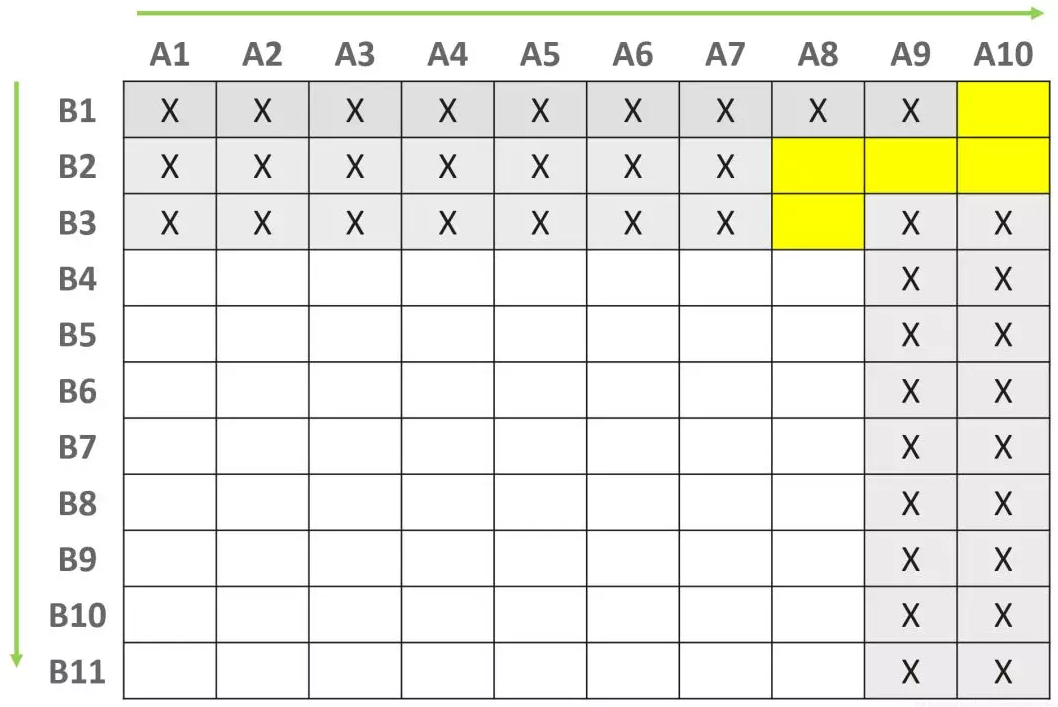 A1 A2 A3 A4 A5 A6 A7 A8 A9 A10
B1 X X X X X X X X X
B2 X X X X X X X
B3 X X X X X X X X X
B4 X X
B5 X X
B6 X X
B7 X X
B8 X X
B9 X X
B10 X X
B11 X X